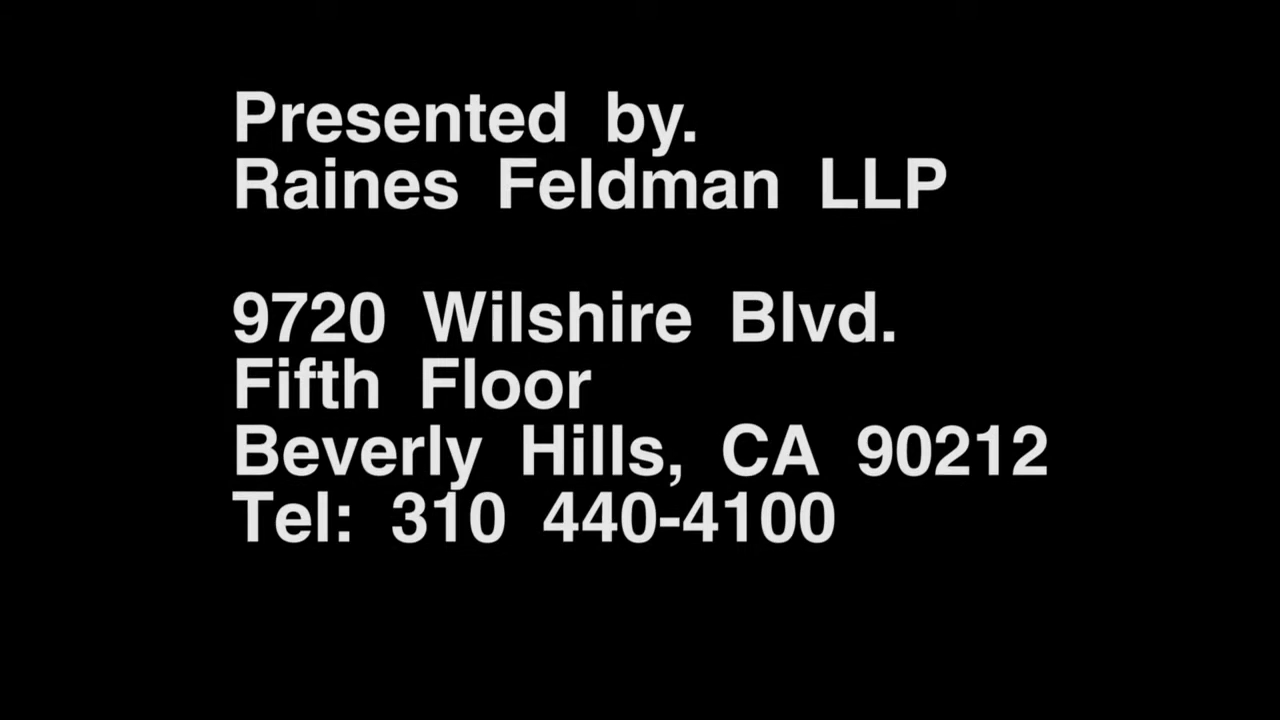 Presented by.
Raines Feldman LLP
9720 Wilshire Blvd.
Fifth Floor
Beverly Hills, CA 90212
Tel: 310 440-4100